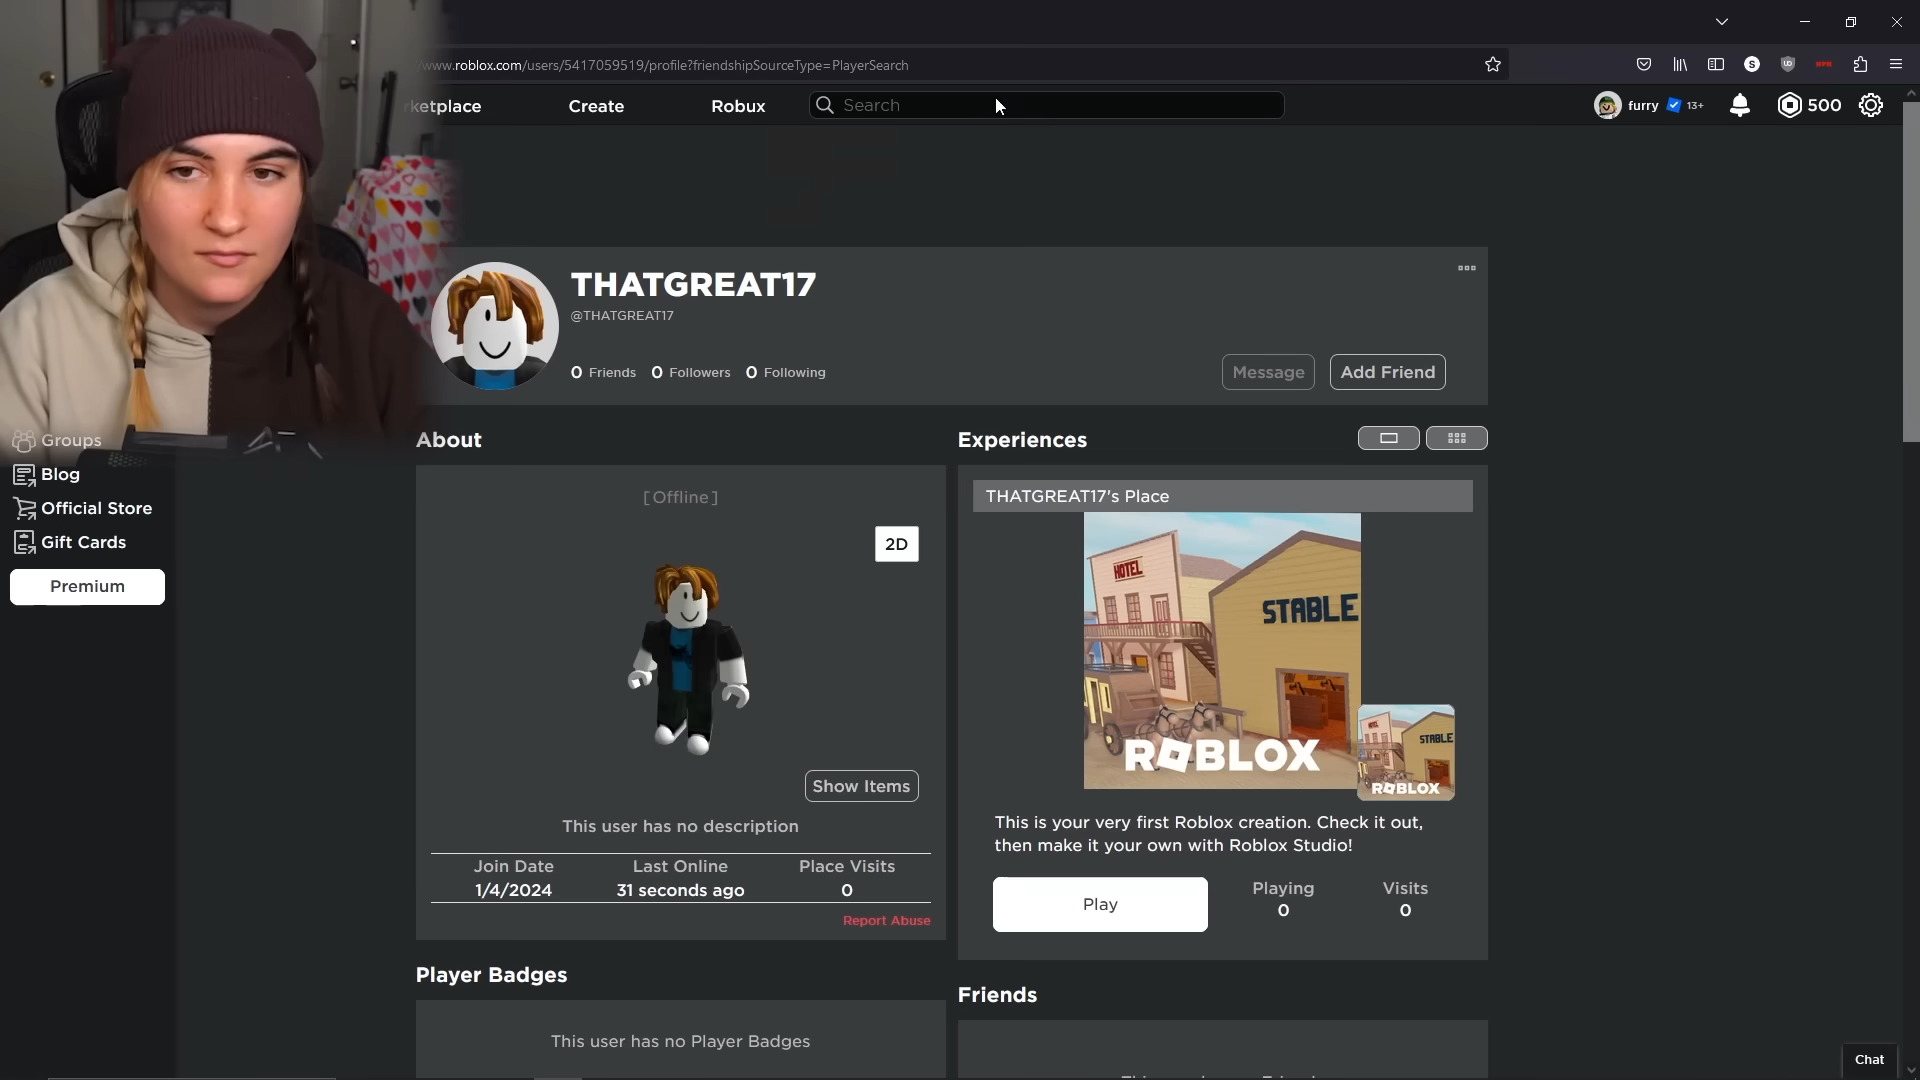 www.roblox.com/users/5417059519/profile?friendshipSourceType=PlayerSearch
ketplace
Create
Robux
Search
furry
13+
500
THATGREAT17
@THATGREAT17
0 Friends
0 Followers
0 Following
Message
Add Friend
Groups
Blog
Official Store
Gift Cards
Premium
About
[Offline]
2D
Show Items
This user has no description
Join Date
Last Online
Place Visits
1/4/2024
31 seconds ago
0
Report Abuse
Player Badges
This user has no Player Badges
Experiences
THATGREAT17's Place
HOTEL
STABLE
ROBLOX
HOTEL
STABLE
ROBLOX
This is your very first Roblox creation. Check it out,
then make it your own with Roblox Studio!
Play
Playing
0
Visits
0
Friends
Chat